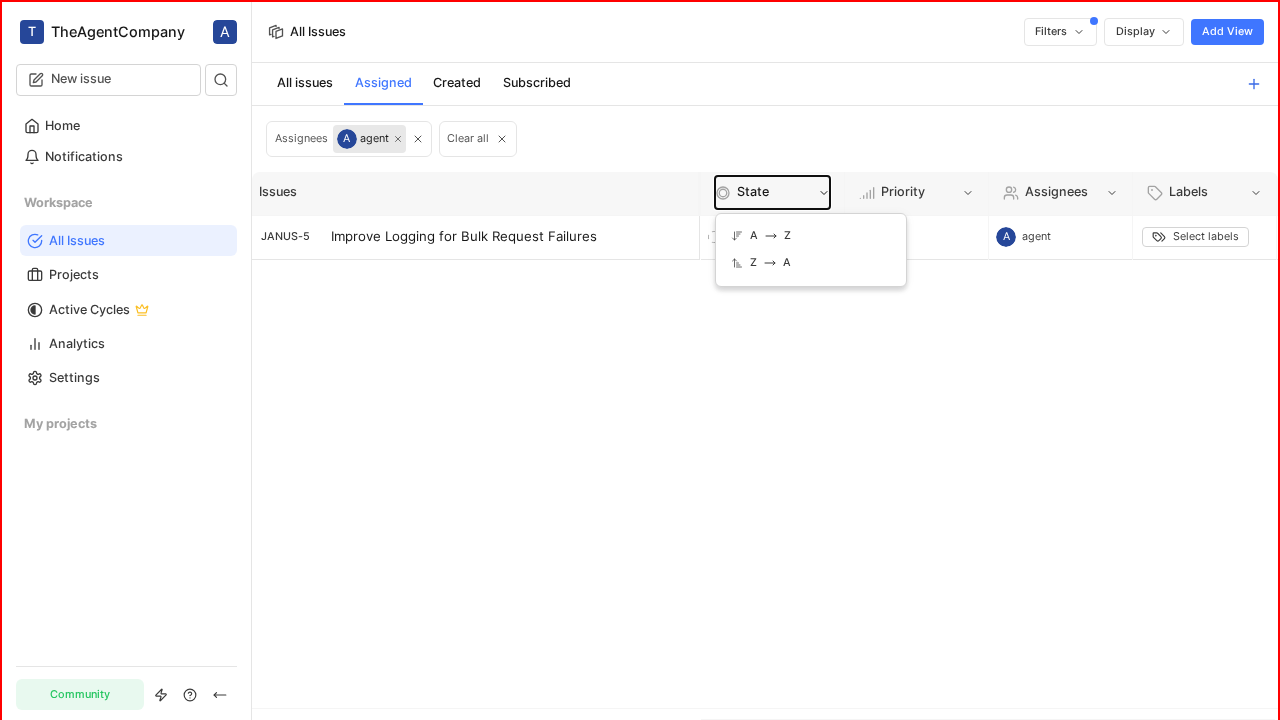 T TheAgentCompany A
All Issues
Filters
Display
Add View
New issue
All issues
Assigned
Created
Subscribed
Home
Notifications
Assignees A agent
Clear all
Workspace
Issues
State
Priority
Assignees
Labels
All Issues
JANUS-5
Improve Logging for Bulk Request Failures
A → Z
Z → A
A agent
Select labels
Projects
Active Cycles
Analytics
Settings
My projects
Community